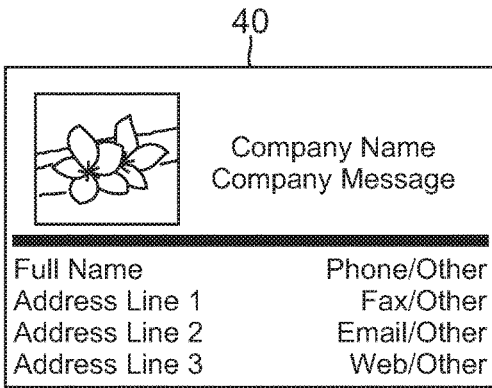 40
Company Name
Company Message
Full Name Phone/Other
Address Line 1 Fax/Other
Address Line 2 Email/Other
Address Line 3 Web/Other